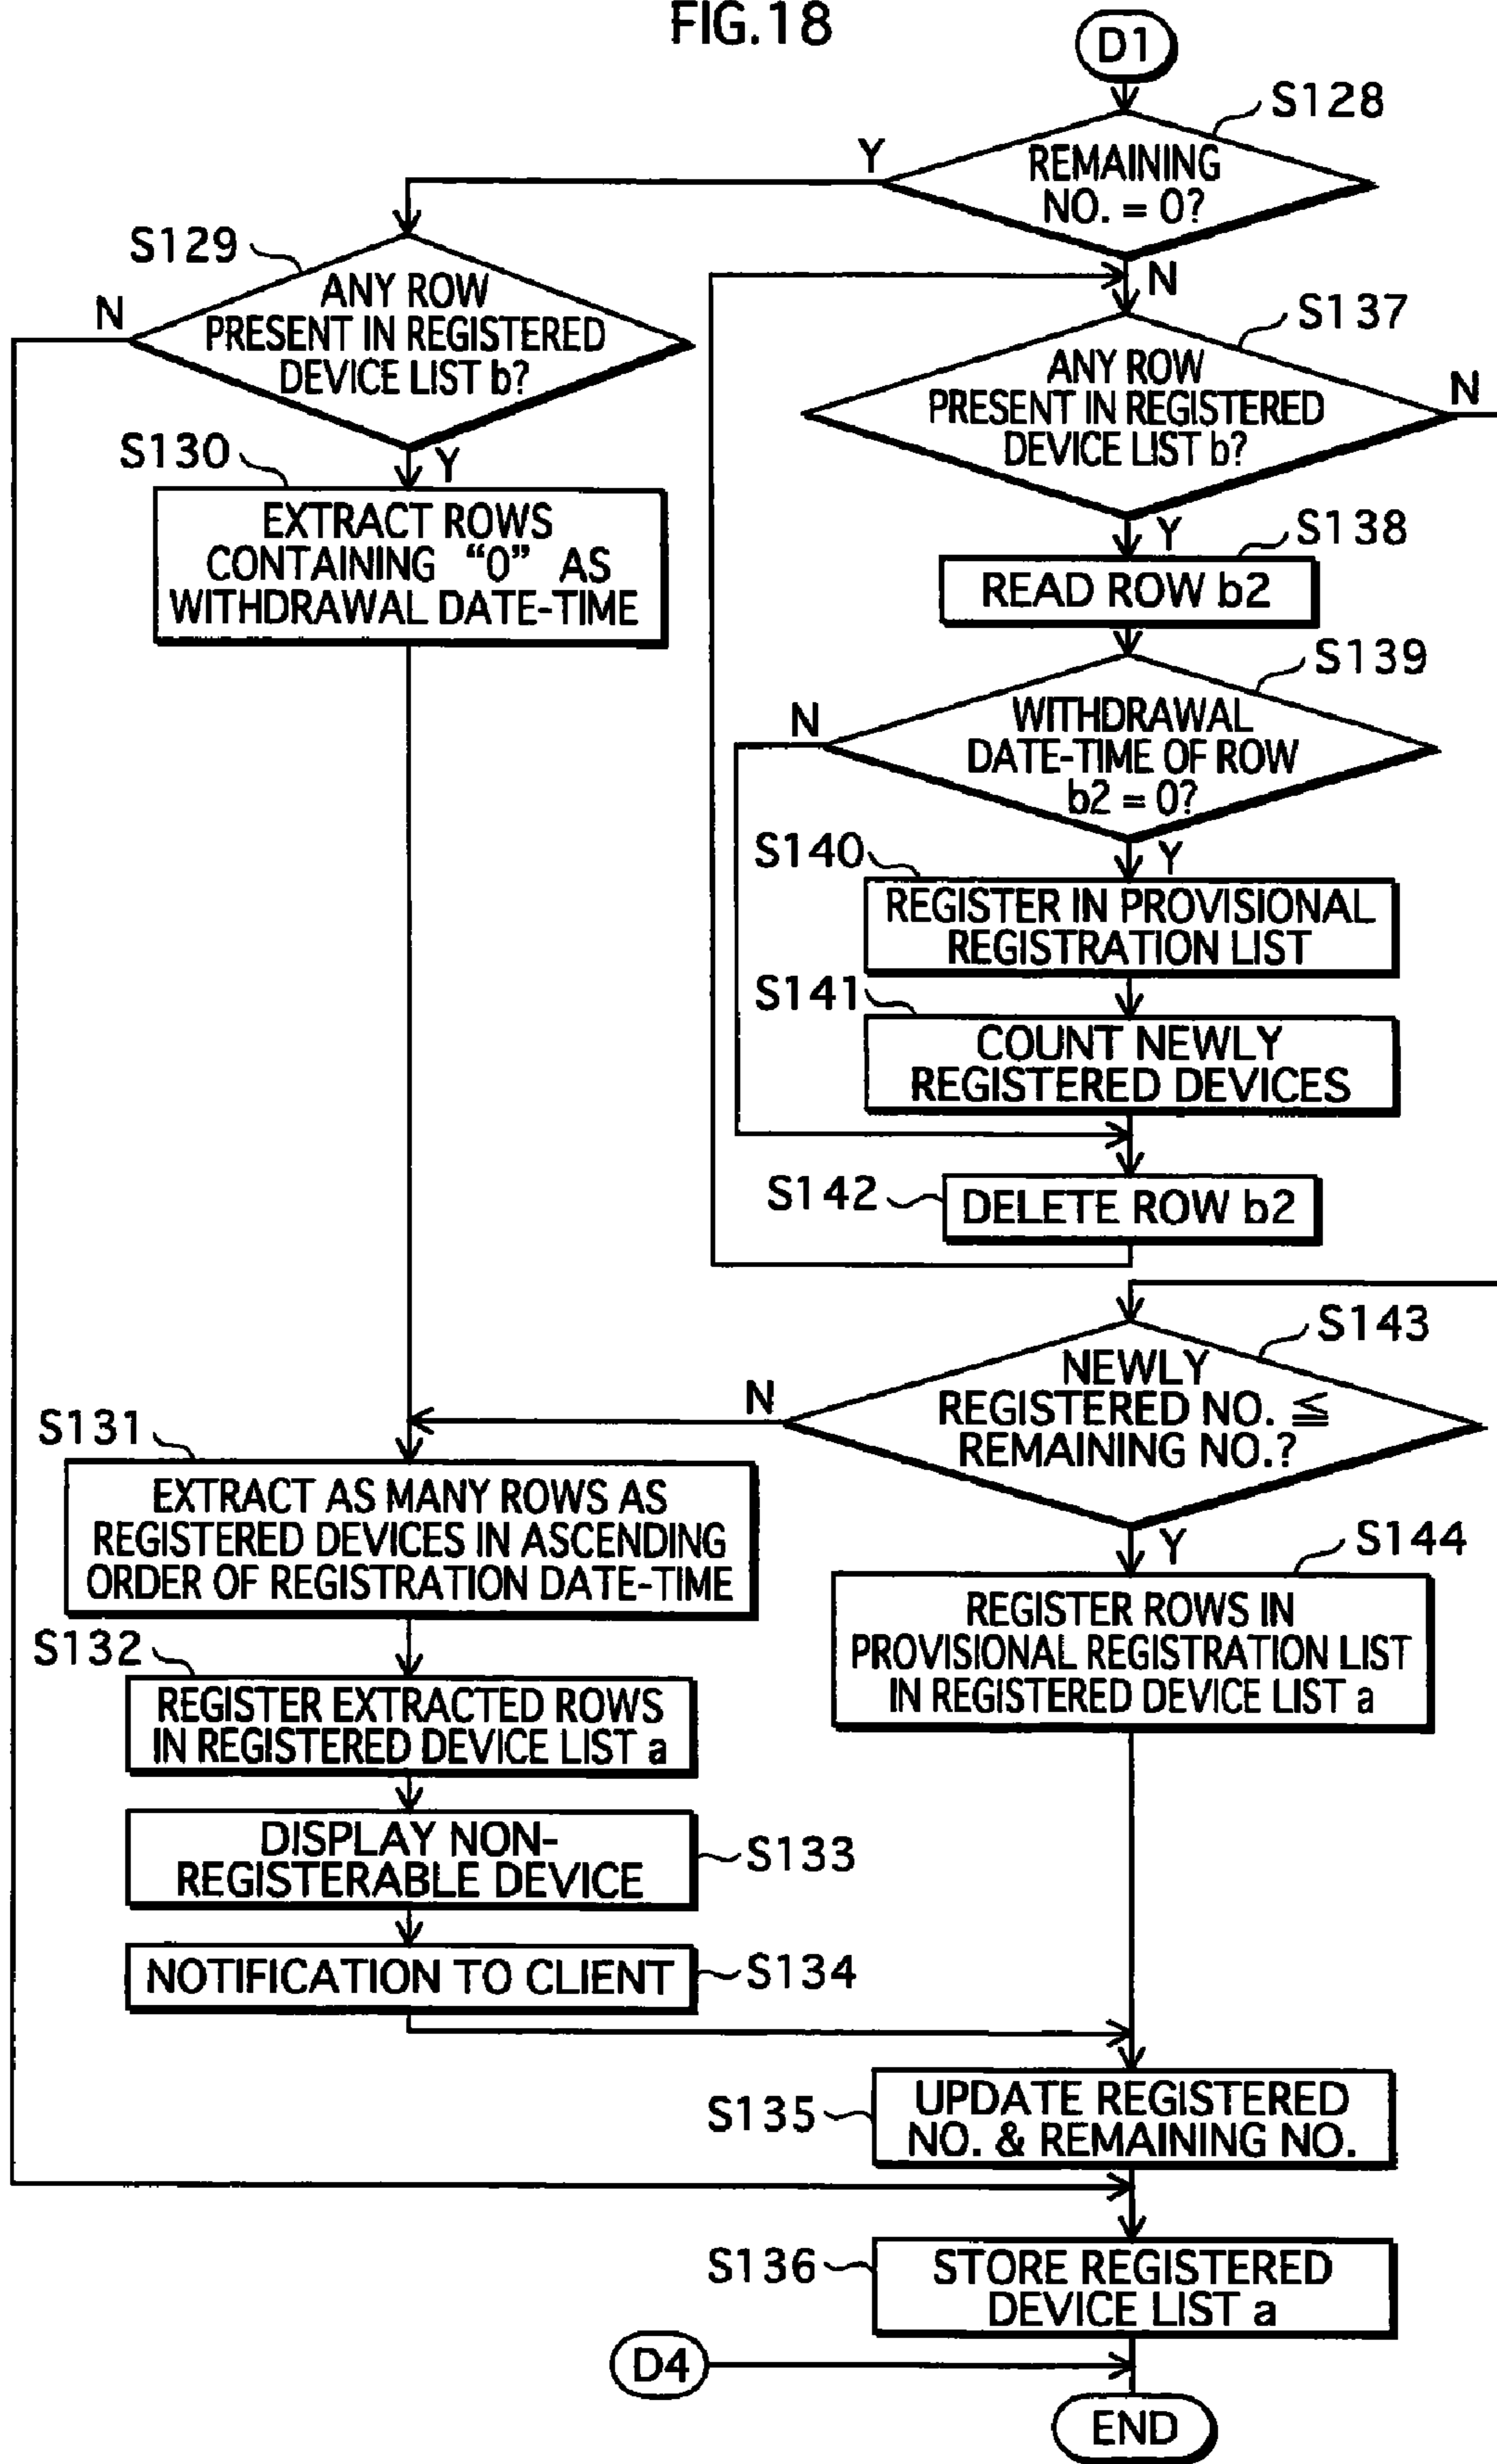 FIG.18
D1
S128
Y
REMAINING
NO. = 0?
S129
N
ANY ROW
PRESENT IN REGISTERED
DEVICE LIST b?
N
S137
ANY ROW
PRESENT IN REGISTERED
DEVICE LIST b?
N
S130
Y
EXTRACT ROWS
CONTAINING “0” AS
WITHDRAWAL DATE-TIME
Y
S138
READ ROW b2
S139
N
WITHDRAWAL
DATE-TIME OF ROW
b2 = 0?
S140
Y
REGISTER IN PROVISIONAL
REGISTRATION LIST
S141
COUNT NEWLY
REGISTERED DEVICES
S142
DELETE ROW b2
S143
N
NEWLY
REGISTERED NO. ≦
REMAINING NO.?
S131
EXTRACT AS MANY ROWS AS
REGISTERED DEVICES IN ASCENDING
ORDER OF REGISTRATION DATE-TIME
Y
S144
REGISTER ROWS IN
PROVISIONAL REGISTRATION LIST
IN REGISTERED DEVICE LIST a
S132
REGISTER EXTRACTED ROWS
IN REGISTERED DEVICE LIST a
DISPLAY NON-
REGISTERABLE DEVICE
S133
NOTIFICATION TO CLIENT
S134
S135
UPDATE REGISTERED
NO. & REMAINING NO.
S136
STORE REGISTERED
DEVICE LIST a
D4
END